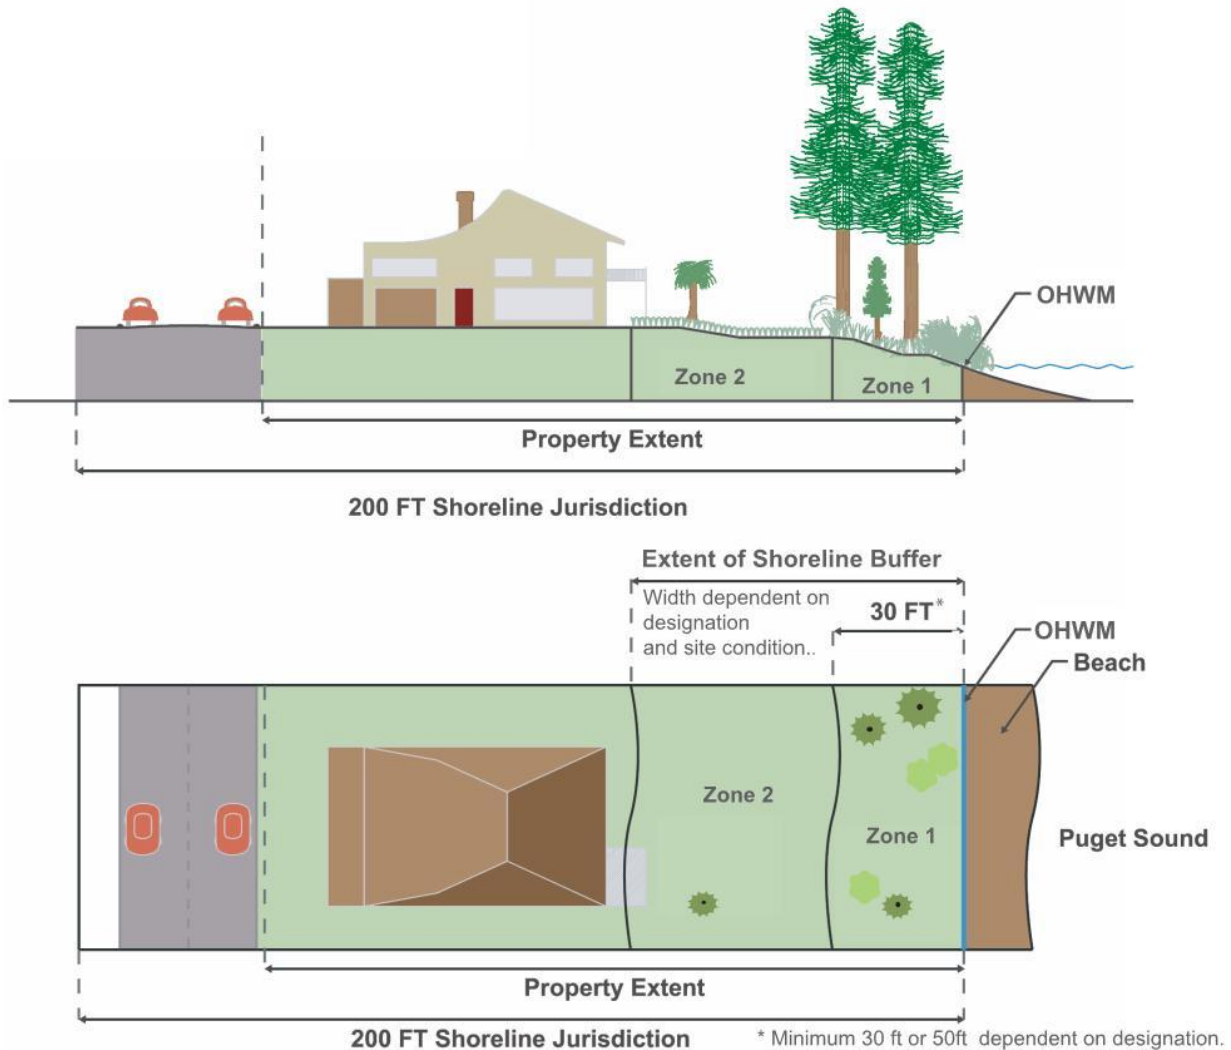 OHWM
Zone 2
Zone 1
Property Extent
200 FT Shoreline Jurisdiction
Extent of Shoreline Buffer
Width dependent on
designation
and site condition..
30 FT*
OHWM
Beach
Zone 2
Zone 1
Puget Sound
Property Extent
200 FT Shoreline Jurisdiction
* Minimum 30 ft or 50ft dependent on designation.